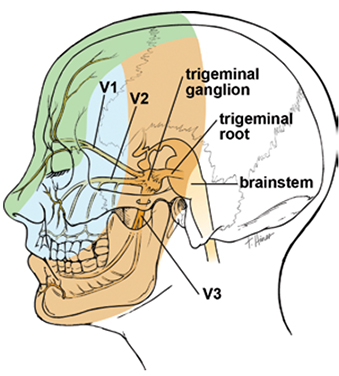 V1
V2
trigeminal
ganglion
trigeminal
root
brainstem
V3